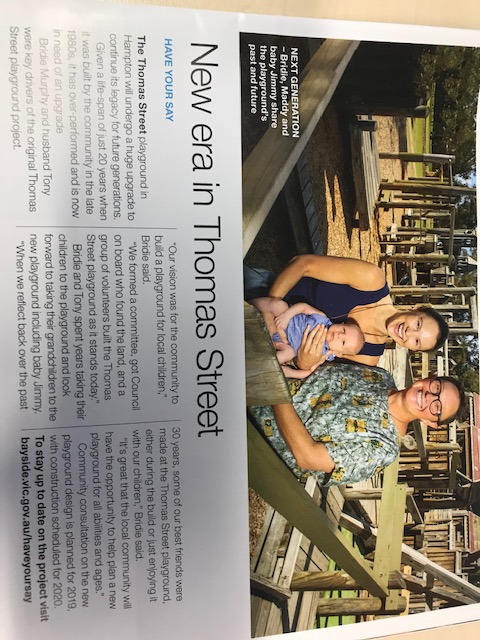 NEXT GENERATION
– Bridie, Maddy and
baby Jimmy share
the playground's
past and future
New era in Thomas Street
HAVE YOUR SAY
The Thomas Street playground in
Hampton will undergo a huge upgrade to
continue its legacy for future generations.
Given a life-span of just 20 years when
it was built by the community in the late
1980s, it has over-performed and is now
in need of an upgrade.
Bridie Murphy and husband Tony
were key drivers of the original Thomas
Street playground project.
"Our vision was for the community to
build a playground for local children,"
Bridie said.
"We formed a committee, got Council
on board who found the land, and a
group of volunteers built the Thomas
Street playground as it stands today."
Bridie and Tony spent years taking their
children to the playground and look
forward to taking their grandchildren to the
new playground including baby Jimmy.
"When we reflect back over the past
30 years, some of our best friends were
made at the Thomas Street playground,
either during the build or just enjoying it
with our children," Bridie said.
"It's great that the local community will
have the opportunity to help plan a new
playground for all abilities and ages."
Community consultation on the new
playground design is planned for 2019,
with construction scheduled for 2020.
To stay up to date on the project visit
bayside.vic.gov.au/haveyoursay